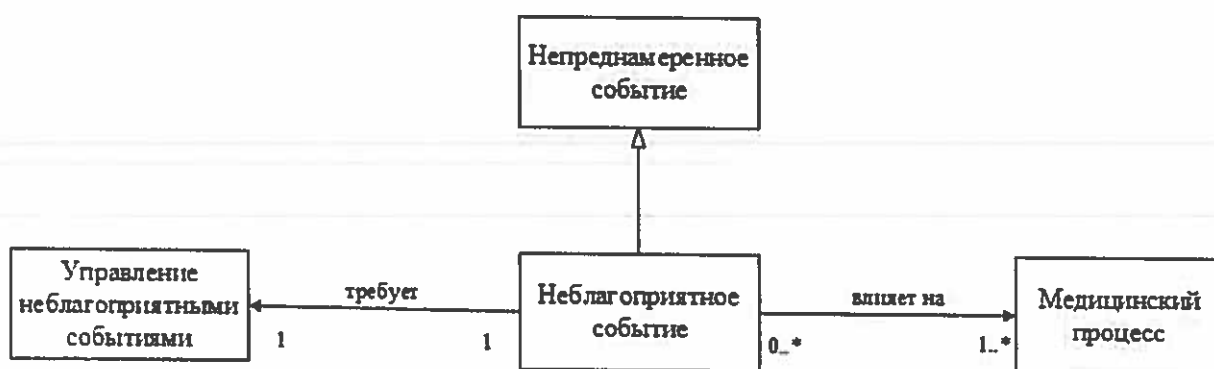 Непреднамеренное
событие
Управление
неблагоприятными
событиями
требует
1
1
Неблагоприятное
событие
влияет на
0..*
1..*
Медицинский
процесс